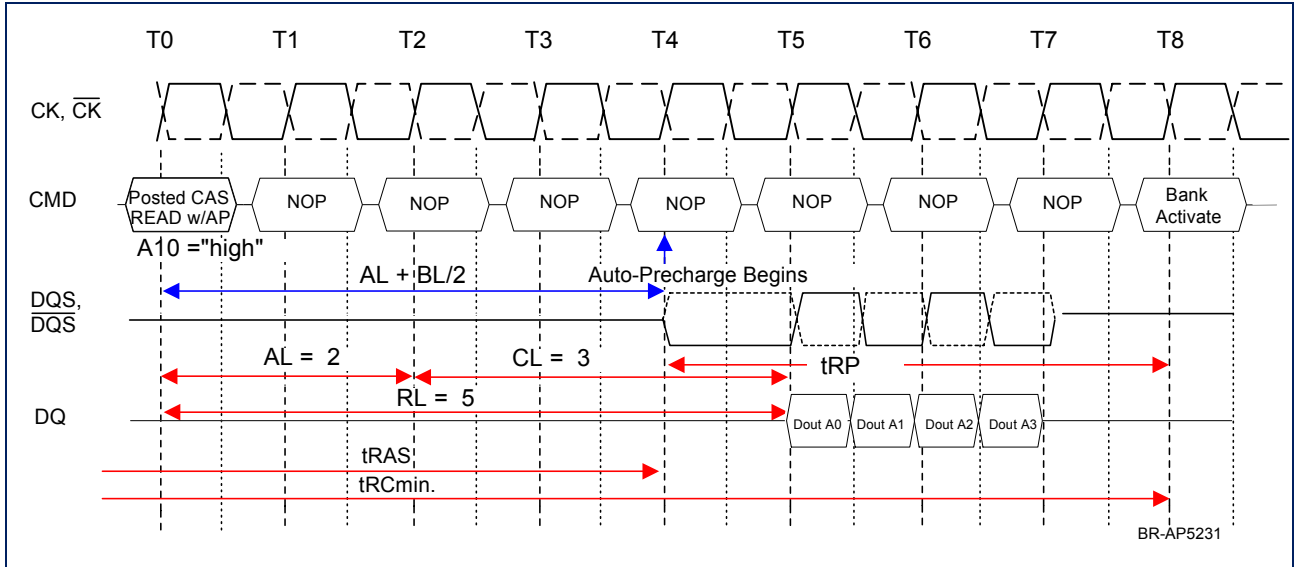 T0 T1 T2 T3 T4 T5 T6 T7 T8
CK, CK
CMD
Posted CAS
READ w/AP
NOP NOP NOP NOP NOP NOP NOP
Bank
Activate
A10 ="high"
AL + BL/2
Auto-Precharge Begins
DQS,
DQS
AL = 2
CL = 3
tRP
RL = 5
DQ
Dout A0 Dout A1 Dout A2 Dout A3
tRAS
tRCmin.
BR-AP5231